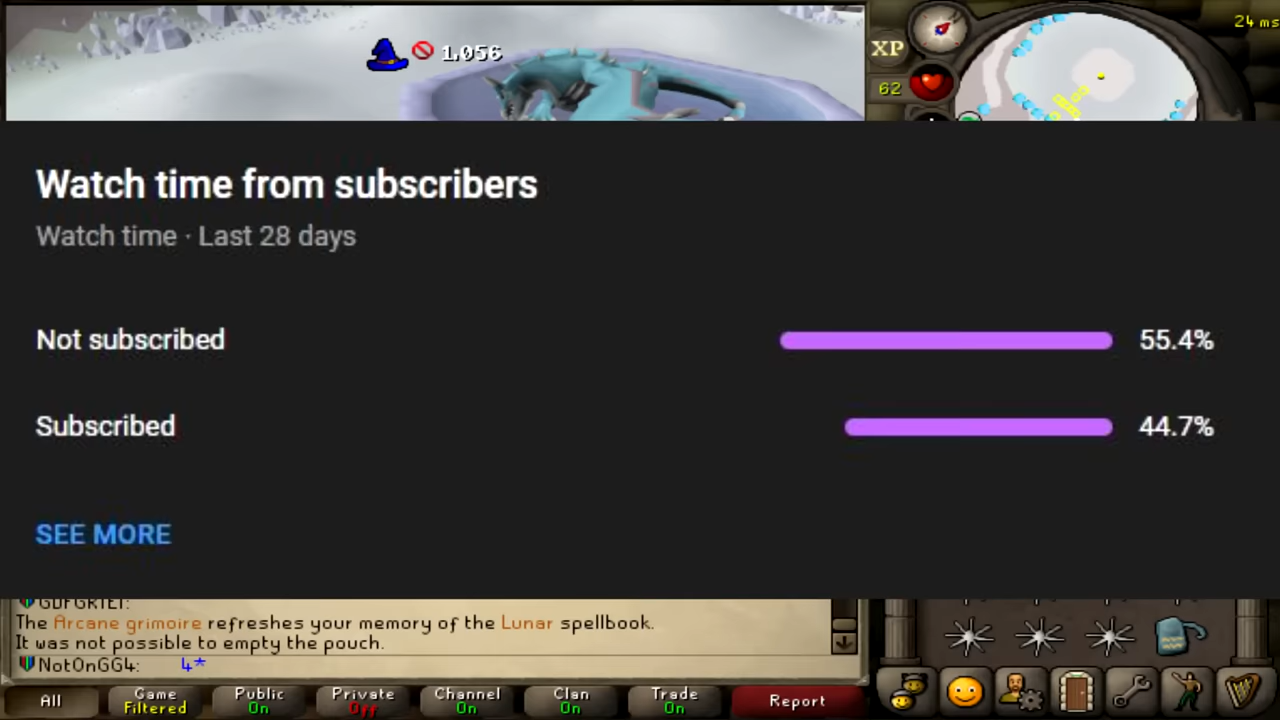 1,056
24 ms
XP
62
Watch time from subscribers
Watch time · Last 28 days
Not subscribed 55.4%
Subscribed 44.7%
SEE MORE
The Arcane grimoire refreshes your memory of the Lunar spellbook.
It was not possible to empty the pouch.
NotOnGG4: 4*
All
Game
Filtered
Public
On
Private
Off
Channel
On
Clan
On
Trade
On
Report